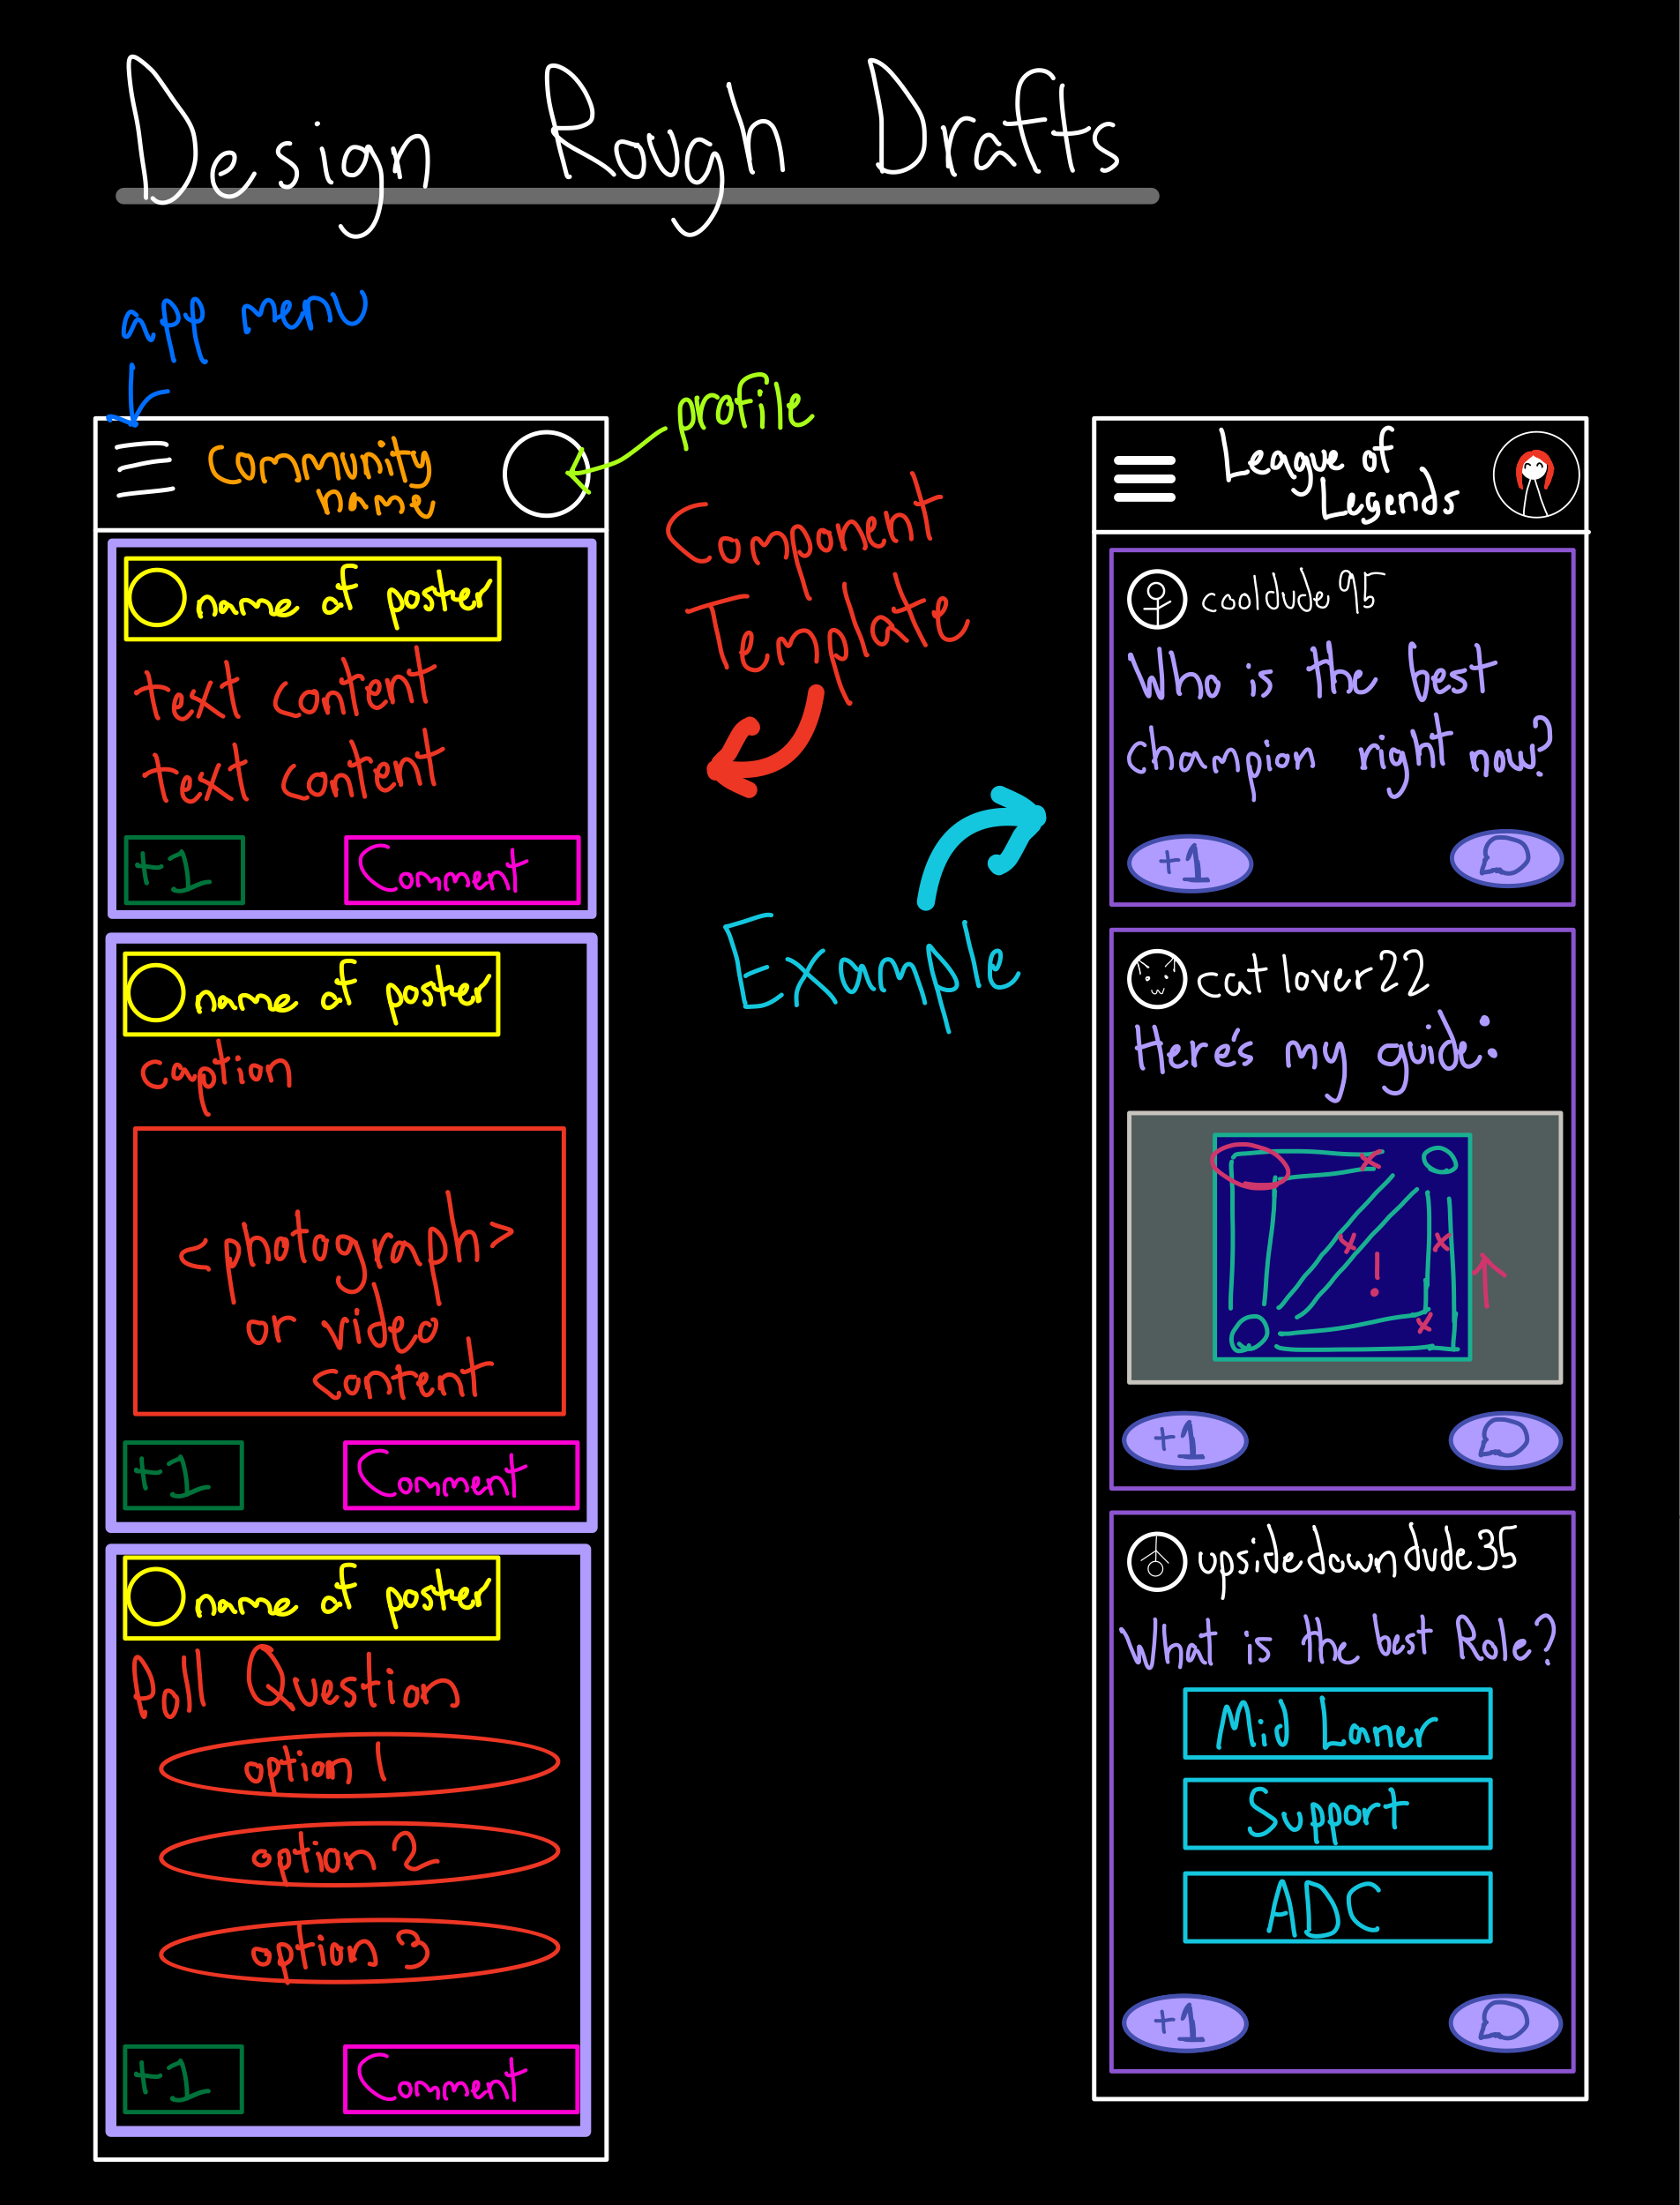 Design Rough Drafts
app menu
profile
Community
name
name of poster
text content
text content
+1
Comment
name of poster
caption
<photograph>
or video
content
+1
Comment
name of poster
Poll Question
option 1
option 2
option 3
+1
Comment
Component
Template
Example
League of
Legends
cooldude95
Who is the best
champion right now?
+1
catlover22
Here's my guide:
x
x
x
!
x
+1
upsidedowndude35
What is the best Role?
Mid Laner
Support
ADC
+1